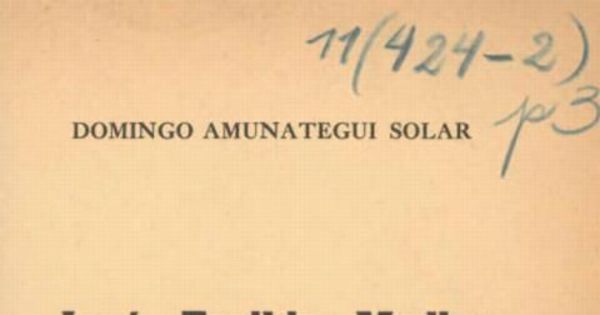 11(424-2)
p3
DOMINGO AMUNATEGUI SOLAR